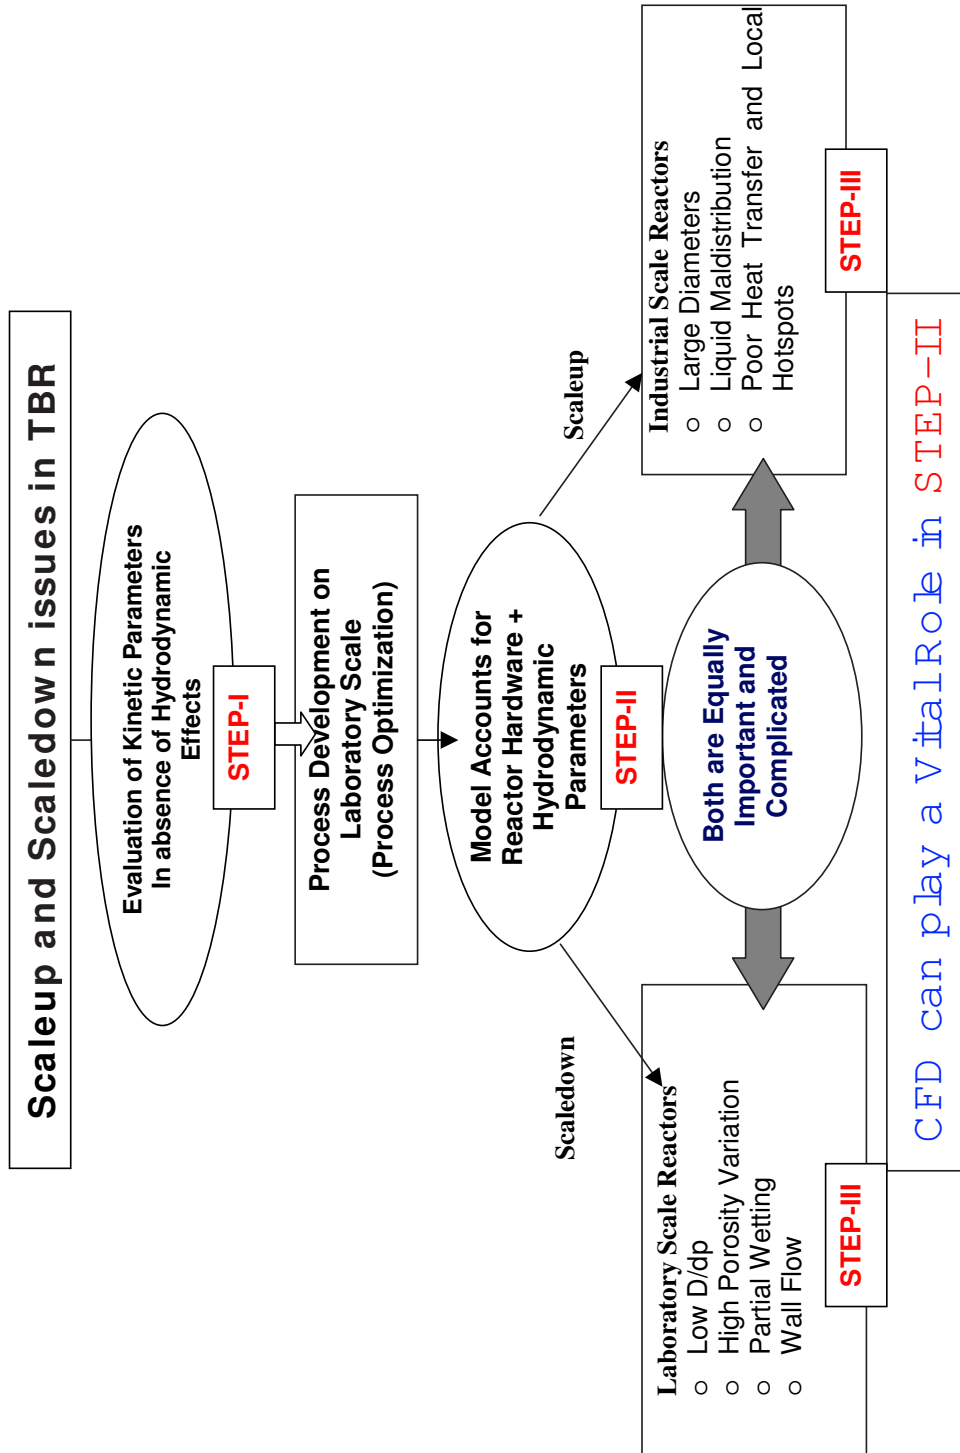 Scaleup and Scaledown issues in TBR
Evaluation of Kinetic Parameters
In absence of Hydrodynamic
Effects
STEP-I
Process Development on
Laboratory Scale
(Process Optimization)
Model Accounts for
Reactor Hardware +
Hydrodynamic
Parameters
STEP-II
Scaledown
Scaleup
Laboratory Scale Reactors
o Low D/dp
o High Porosity Variation
o Partial Wetting
o Wall Flow
STEP-III
Both are Equally
Important and
Complicated
Industrial Scale Reactors
o Large Diameters
o Liquid Maldistribution
o Poor Heat Transfer and Local
Hotspots
STEP-III
CFD can play a Vital Role in STEP-II